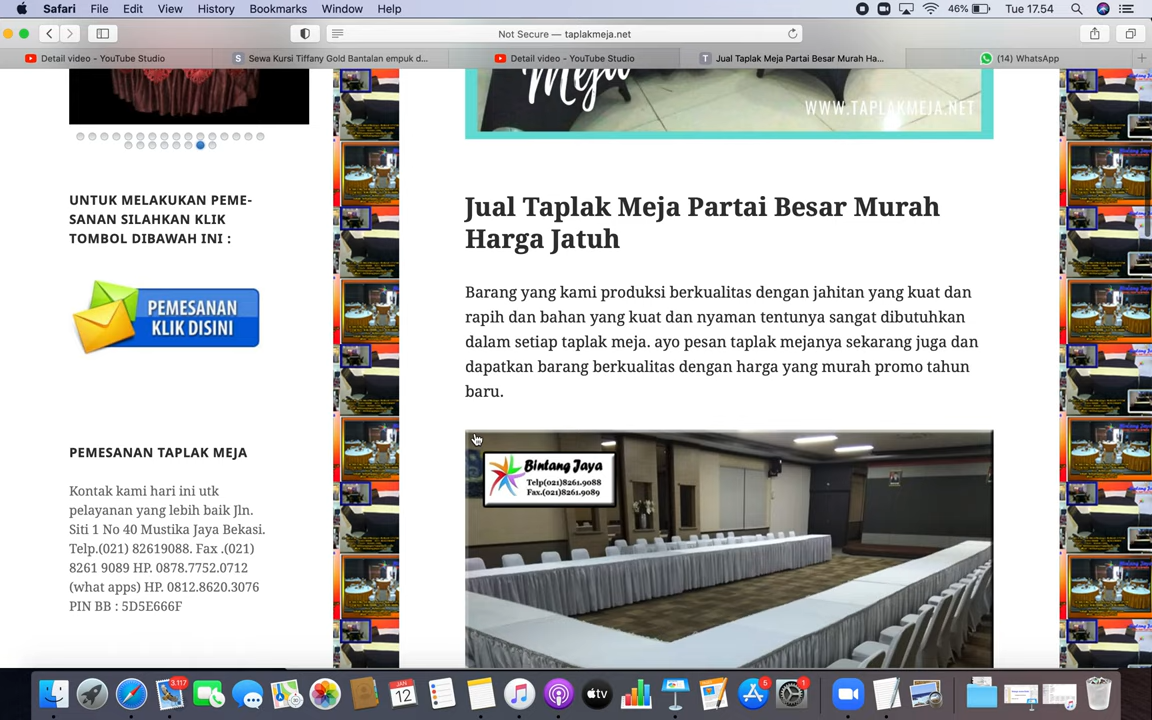 Safari File Edit View History Bookmarks Window Help 46% Tue 17.54
Not Secure — taplakmeja.net
Detail video - YouTube Studio
Sewa Kursi Tiffany Gold Bantalan empuk d...
Detail video - YouTube Studio
Jual Taplak Meja Partai Besar Murah Ha...
(14) WhatsApp
UNTUK MELAKUKAN PEME-
SANAN SILAHKAN KLIK
TOMBOL DIBAWAH INI :
PEMESANAN
KLIK DISINI
PEMESANAN TAPLAK MEJA
Kontak kami hari ini utk
pelayanan yang lebih baik Jln.
Siti 1 No 40 Mustika Jaya Bekasi.
Telp.(021) 82619088. Fax .(021)
8261 9089 HP. 0878.7752.0712
(what apps) HP. 0812.8620.3076
PIN BB : 5D5E666F
Meja
WWW.TAPLAKMEJA.NET
Jual Taplak Meja Partai Besar Murah
Harga Jatuh
Barang yang kami produksi berkualitas dengan jahitan yang kuat dan
rapih dan bahan yang kuat dan nyaman tentunya sangat dibutuhkan
dalam setiap taplak meja. ayo pesan taplak mejanya sekarang juga dan
dapatkan barang berkualitas dengan harga yang murah promo tahun
baru.
Bintang Jaya
Telp(021)8261.9088
Fax.(021)8261.9089
3.117
JAN
12
tv
5
1